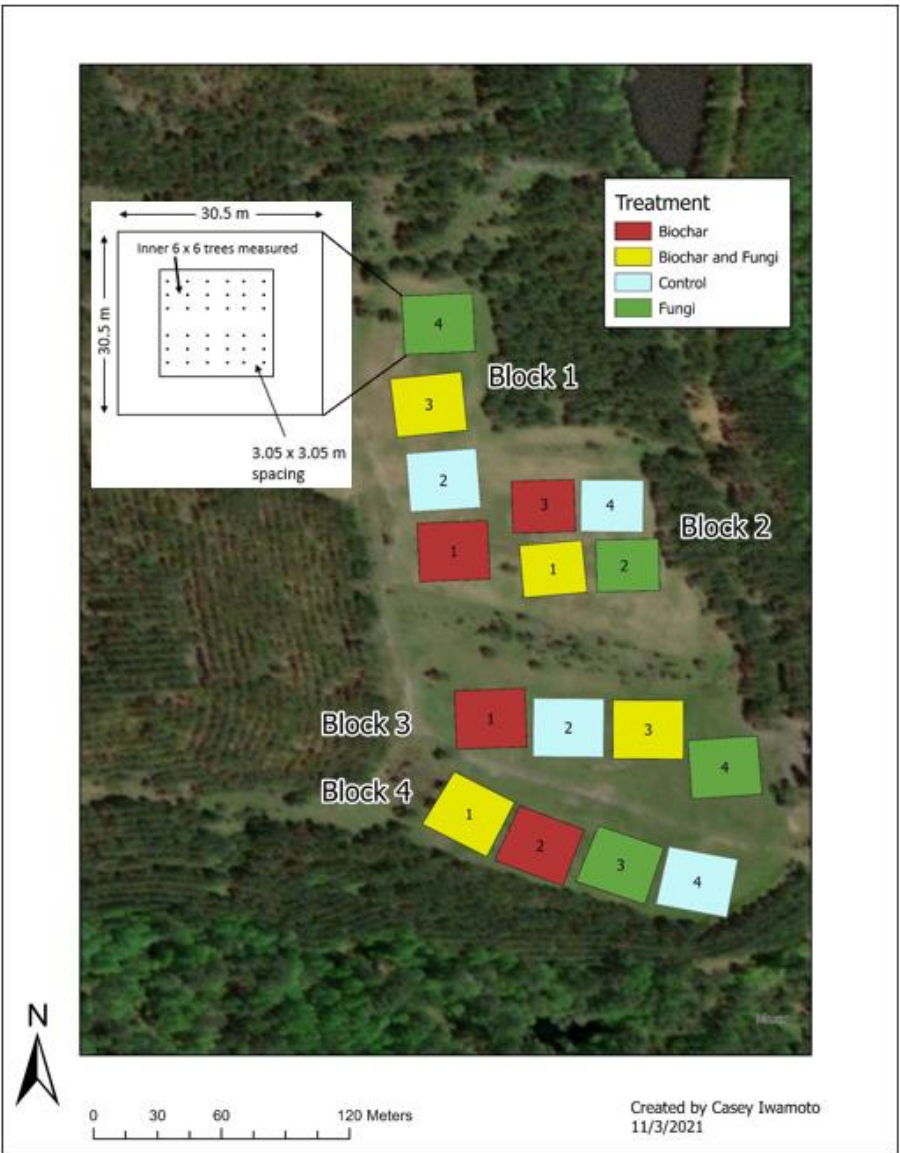 30.5 m
Inner 6 x 6 trees measured
30.5 m
3.05 x 3.05 m
spacing
Treatment
Biochar
Biochar and Fungi
Control
Fungi
4
Block 1
3
2
1
3
4
Block 2
1
2
Block 3
1
2
3
4
Block 4
1
2
3
4
N
0 30 60 120 Meters
Created by Casey Iwamoto
11/3/2021